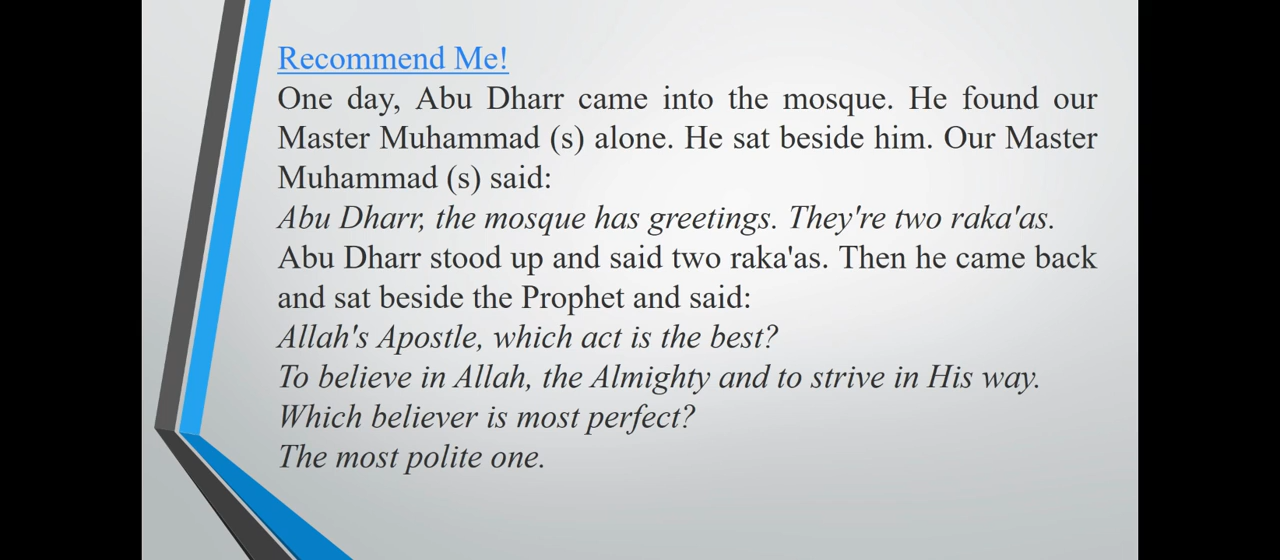 Recommend Me!
One day, Abu Dharr came into the mosque. He found our
Master Muhammad (s) alone. He sat beside him. Our Master
Muhammad (s) said:
Abu Dharr, the mosque has greetings. They're two raka'as.
Abu Dharr stood up and said two raka'as. Then he came back
and sat beside the Prophet and said:
Allah's Apostle, which act is the best?
To believe in Allah, the Almighty and to strive in His way.
Which believer is most perfect?
The most polite one.